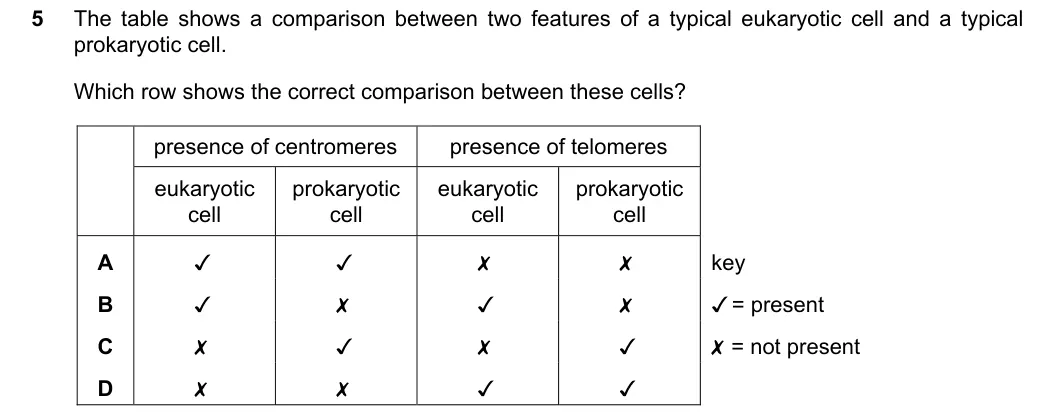 5 The table shows a comparison between two features of a typical eukaryotic cell and a typical
prokaryotic cell.
Which row shows the correct comparison between these cells?
presence of centromeres presence of telomeres
eukaryotic cell prokaryotic cell eukaryotic cell prokaryotic cell
A ✓ ✓ ✗ ✗ key
B ✓ ✗ ✓ ✗ ✓ = present
C ✗ ✓ ✗ ✓ ✗ = not present
D ✗ ✗ ✓ ✓